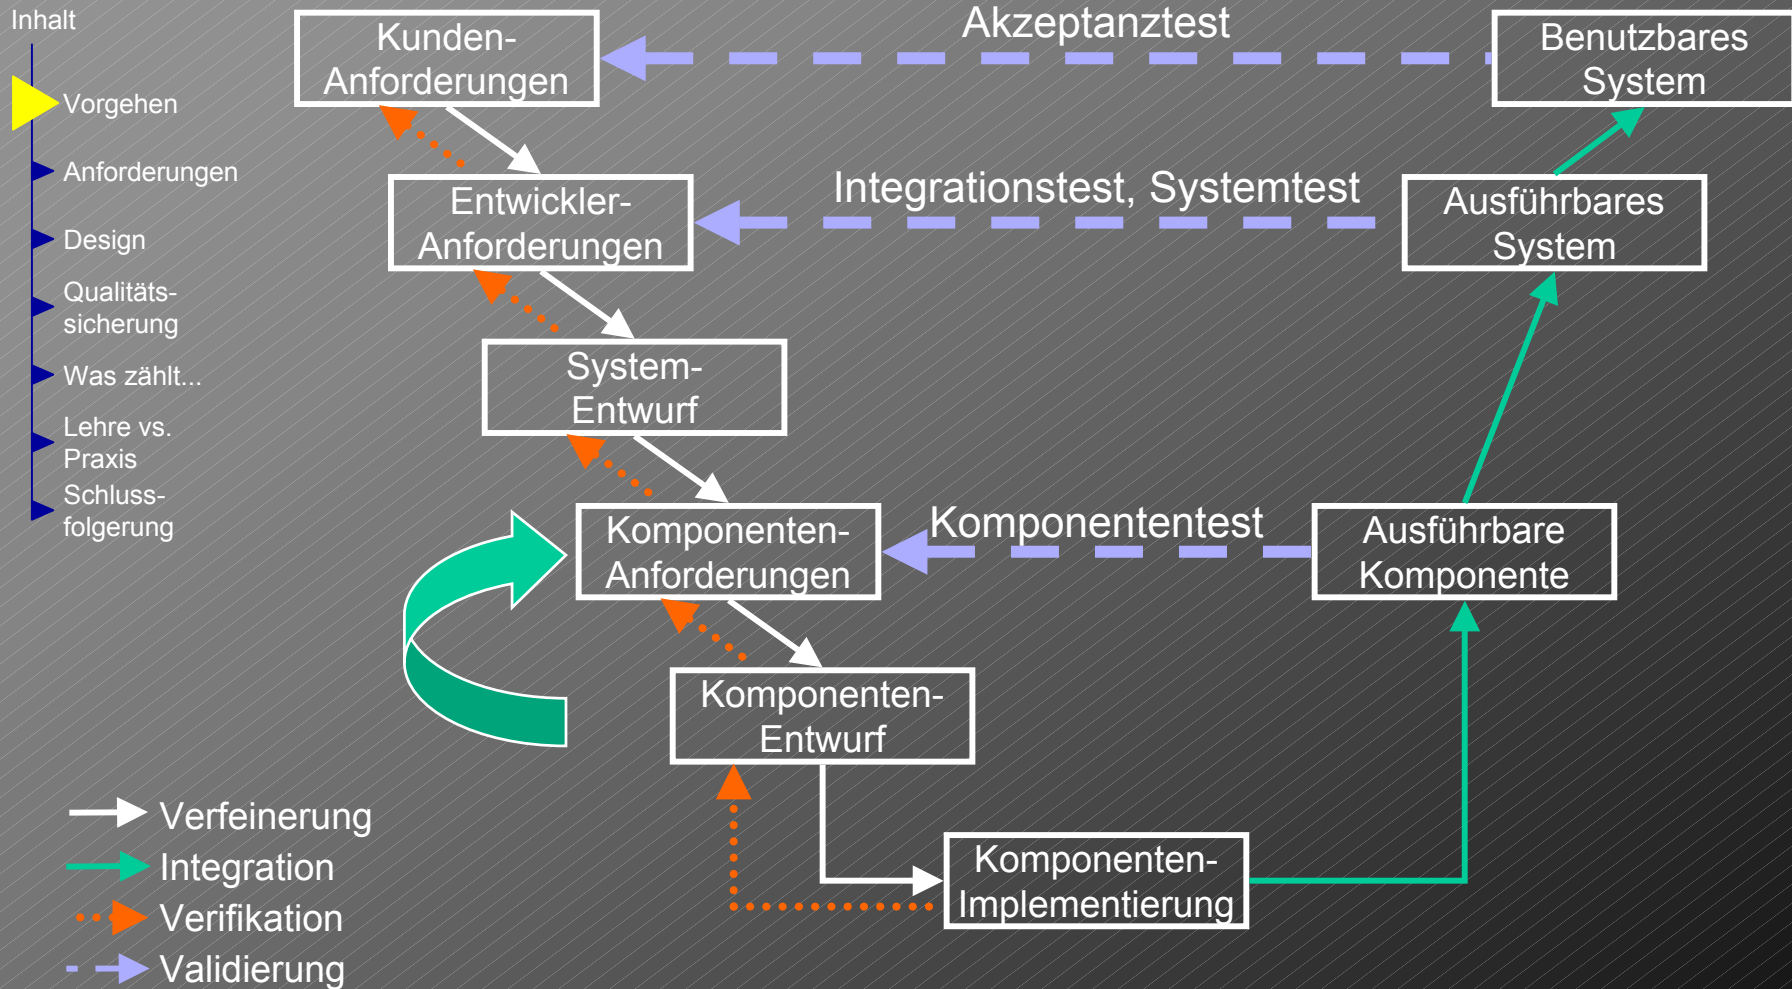 Inhalt
Vorgehen
Anforderungen
Design
Qualitäts-
sicherung
Was zählt...
Lehre vs.
Praxis
Schluss-
folgerung
Kunden-
Anforderungen
Akzeptanztest
Benutzbares
System
Entwickler-
Anforderungen
Integrationstest, Systemtest
Ausführbares
System
System-
Entwurf
Komponenten-
Anforderungen
Komponententest
Ausführbare
Komponente
Komponenten-
Entwurf
Komponenten-
Implementierung
Verfeinerung
Integration
Verifikation
Validierung